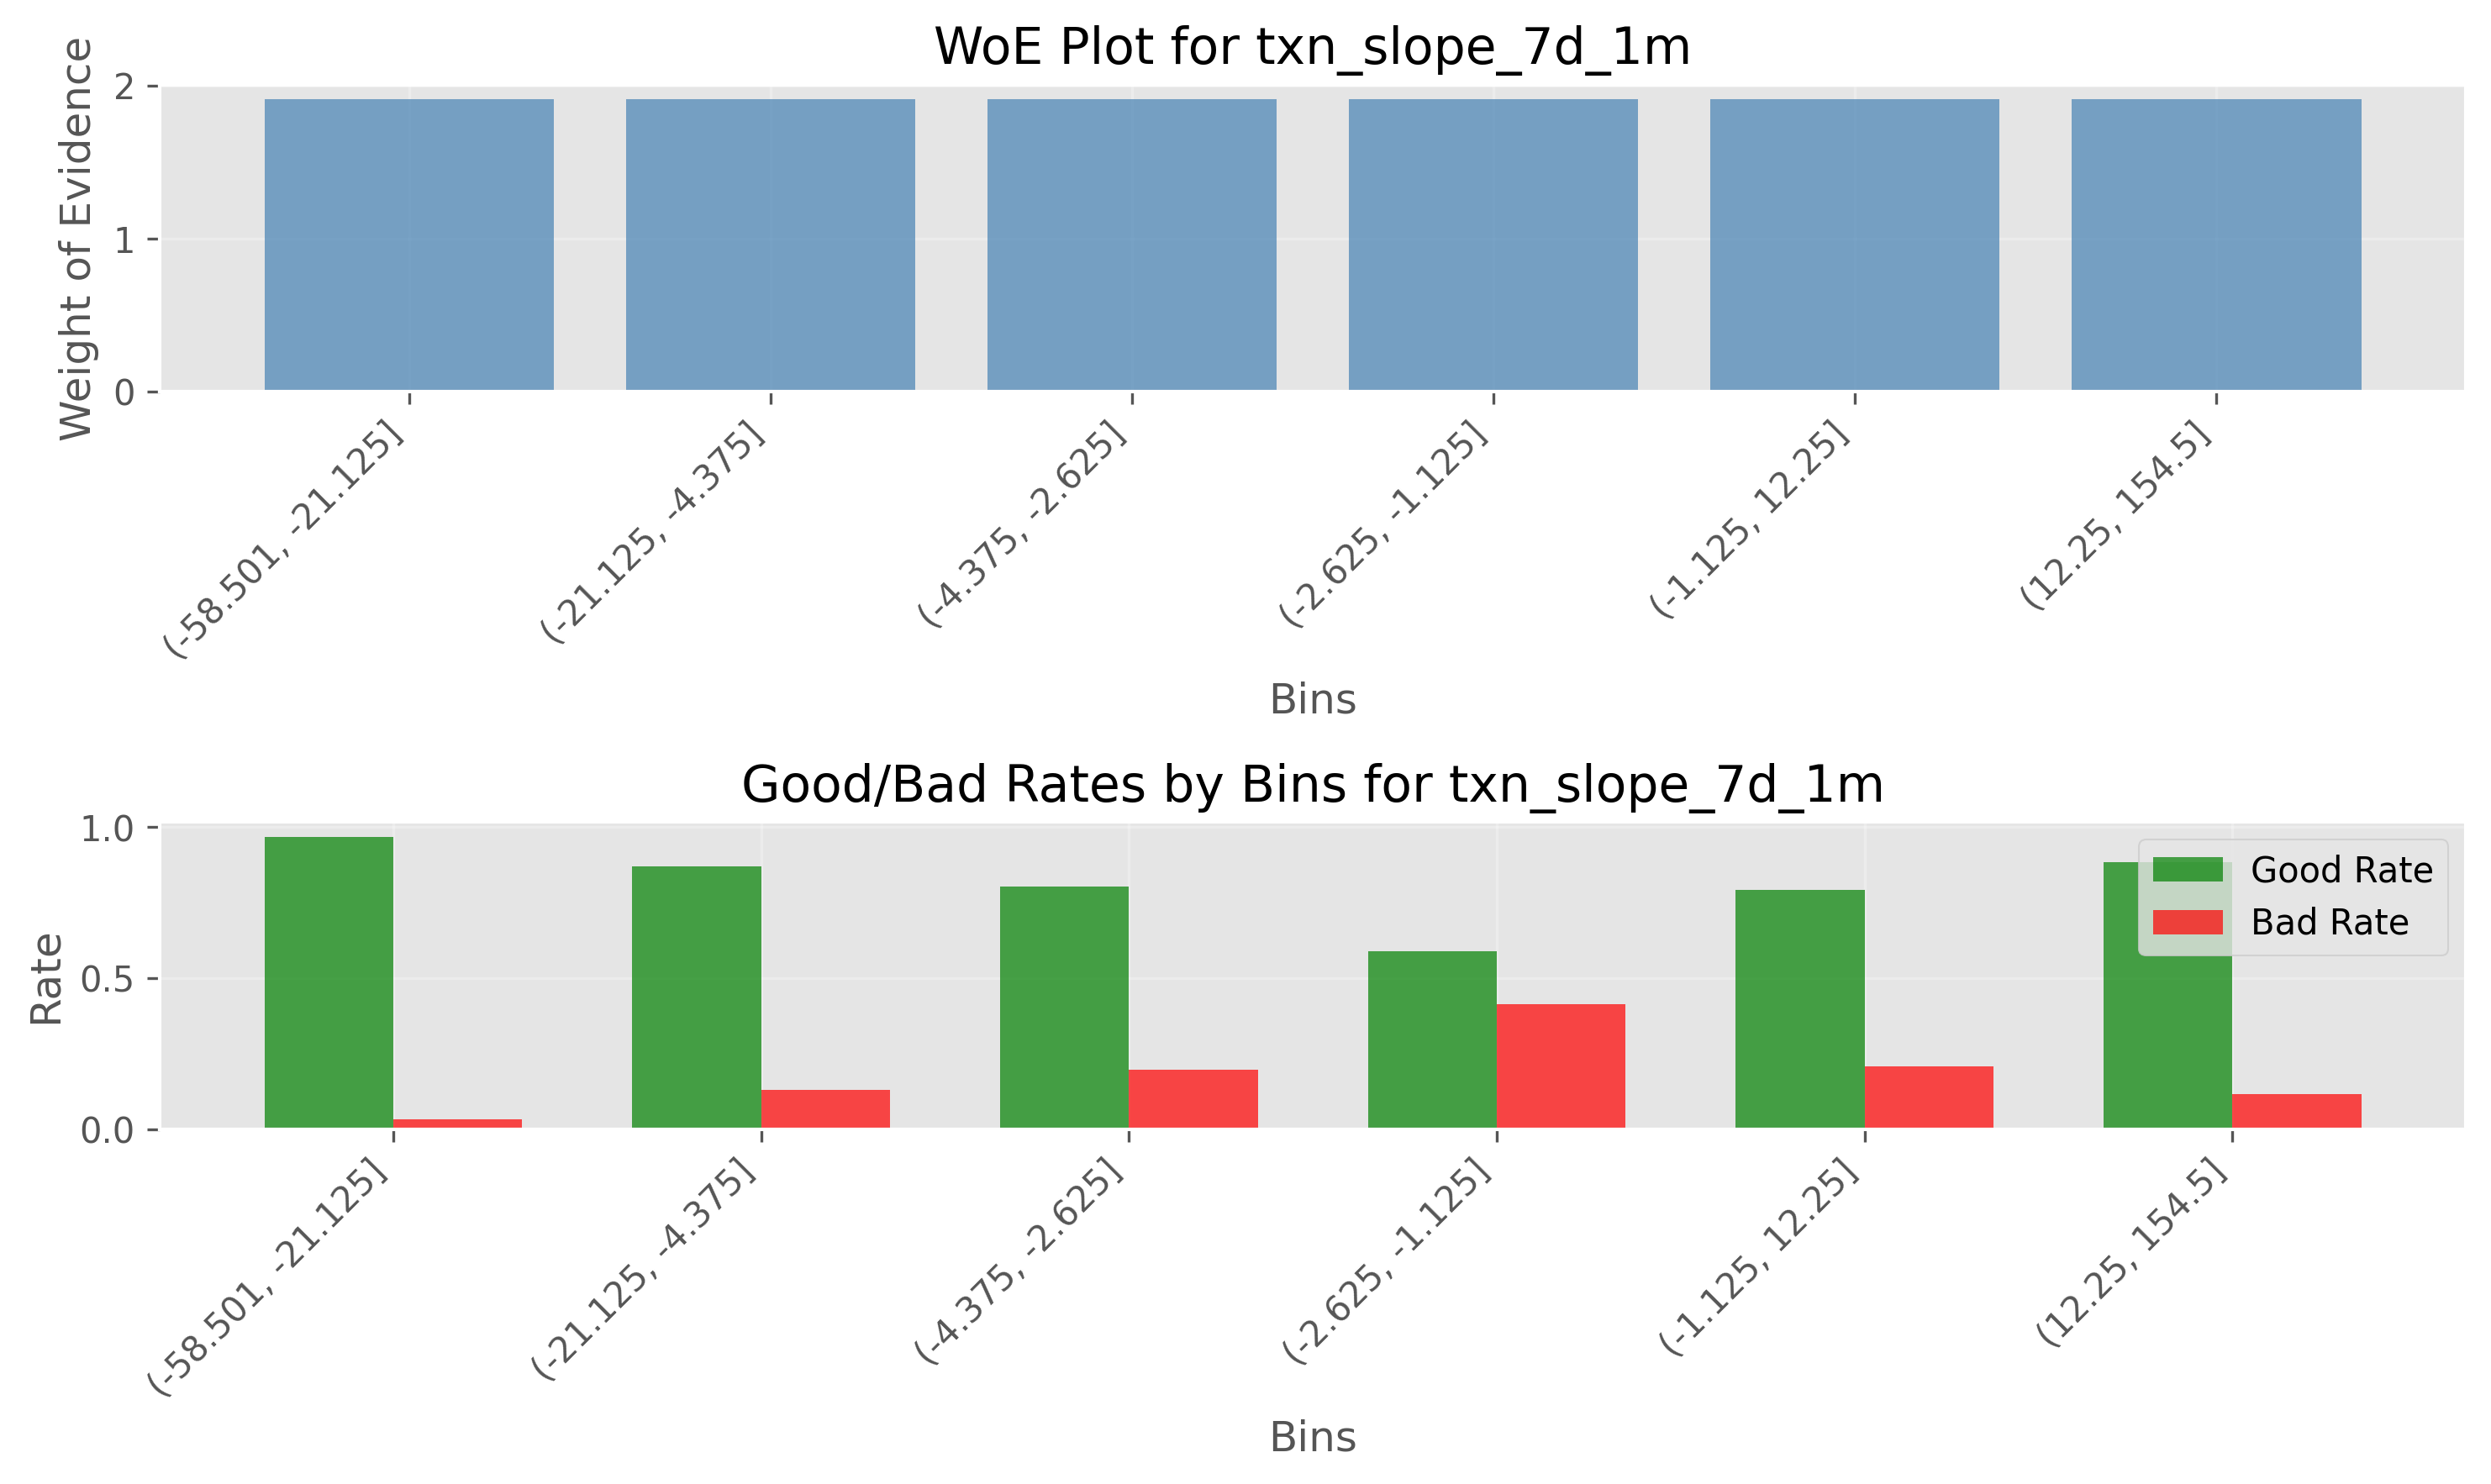 WoE Plot for txn_slope_7d_1m
Weight of Evidence
2
1
0
(-58.501, -21.125]
(-21.125, -4.375]
(-4.375, -2.625]
(-2.625, -1.125]
(-1.125, 12.25]
(12.25, 154.5]
Bins
Good/Bad Rates by Bins for txn_slope_7d_1m
Rate
1.0
0.5
0.0
Good Rate
Bad Rate
(-58.501, -21.125]
(-21.125, -4.375]
(-4.375, -2.625]
(-2.625, -1.125]
(-1.125, 12.25]
(12.25, 154.5]
Bins